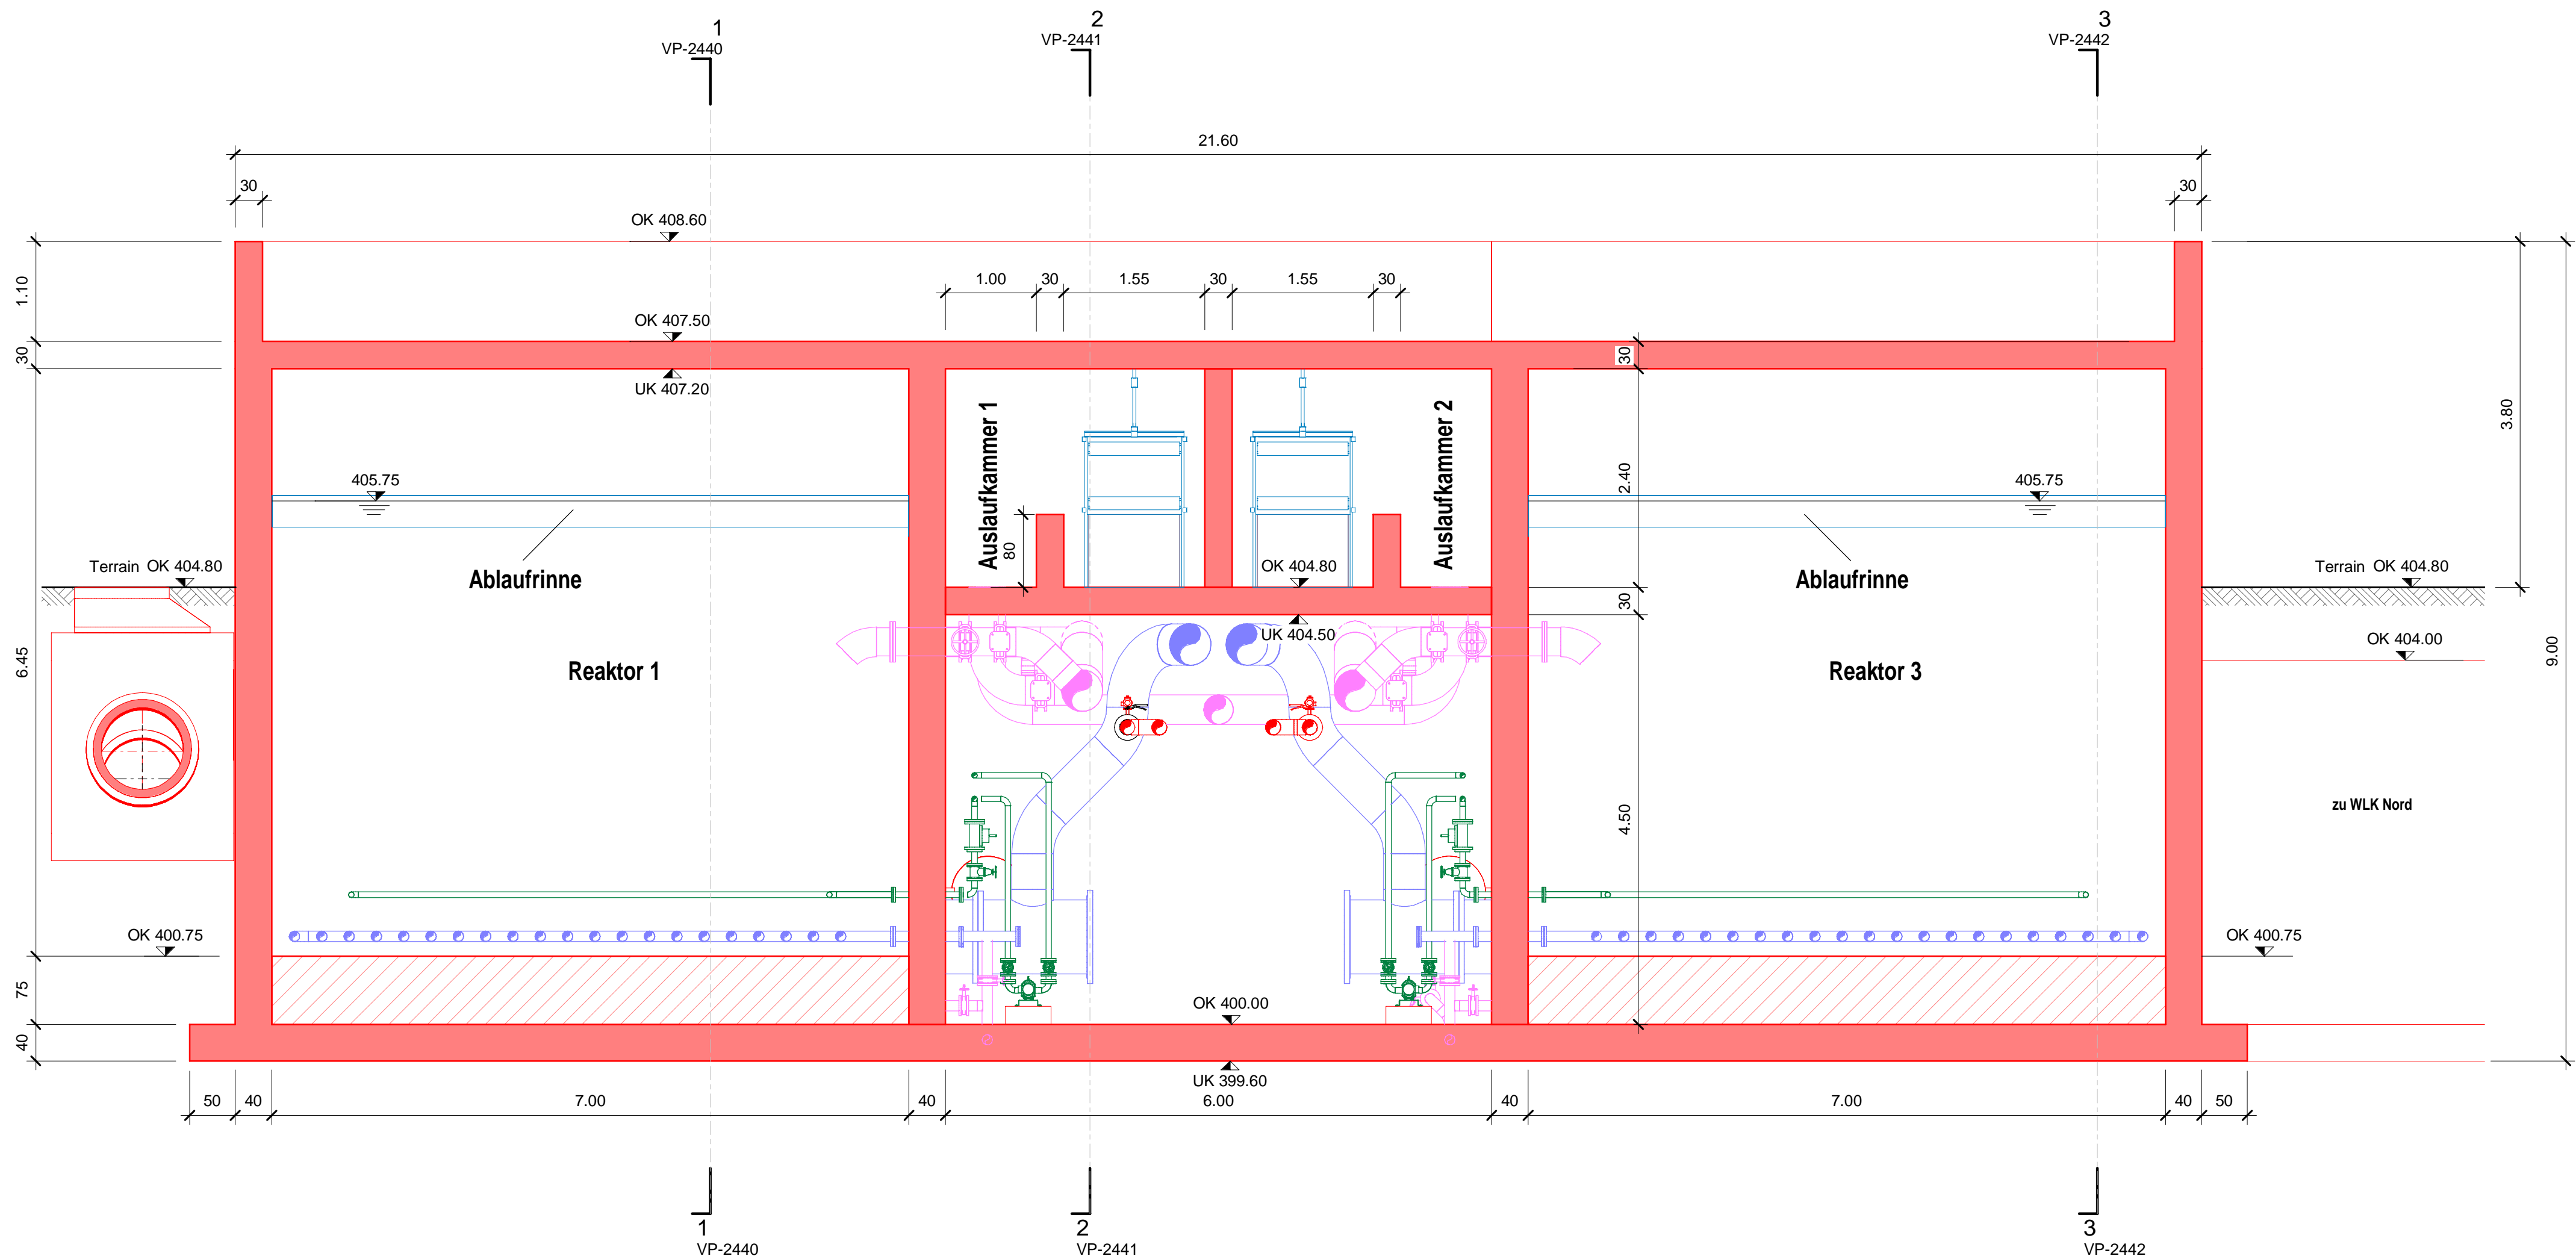 1
VP-2440
2
VP-2441
3
VP-2442
21.60
30
30
OK 408.60
1.10
1.00
30
1.55
30
1.55
30
OK 407.50
30
UK 407.20
30
3.80
Auslaufkammer 1
Auslaufkammer 2
2.40
405.75
405.75
80
Ablaufrinne
Ablaufrinne
Terrain OK 404.80
OK 404.80
Terrain OK 404.80
30
UK 404.50
OK 404.00
6.45
9.00
Reaktor 1
Reaktor 3
zu WLK Nord
4.50
OK 400.75
OK 400.75
75
OK 400.00
40
UK 399.60
50
40
7.00
40
6.00
40
7.00
40
50
1
VP-2440
2
VP-2441
3
VP-2442